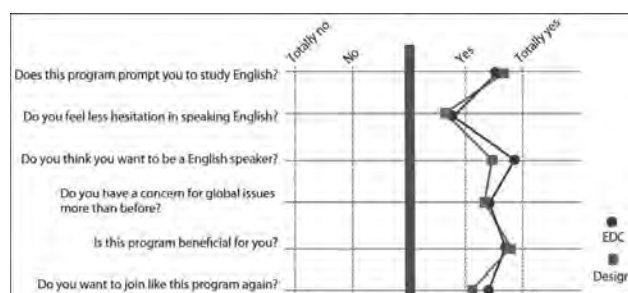 Totally no
No
Yes
Totally yes
Does this program prompt you to study English?
Do you feel less hesitation in speaking English?
Do you think you want to be a English speaker?
Do you have a concern for global issues
more than before?
Is this program beneficial for you?
Do you want to join like this program again?
EDC
Design